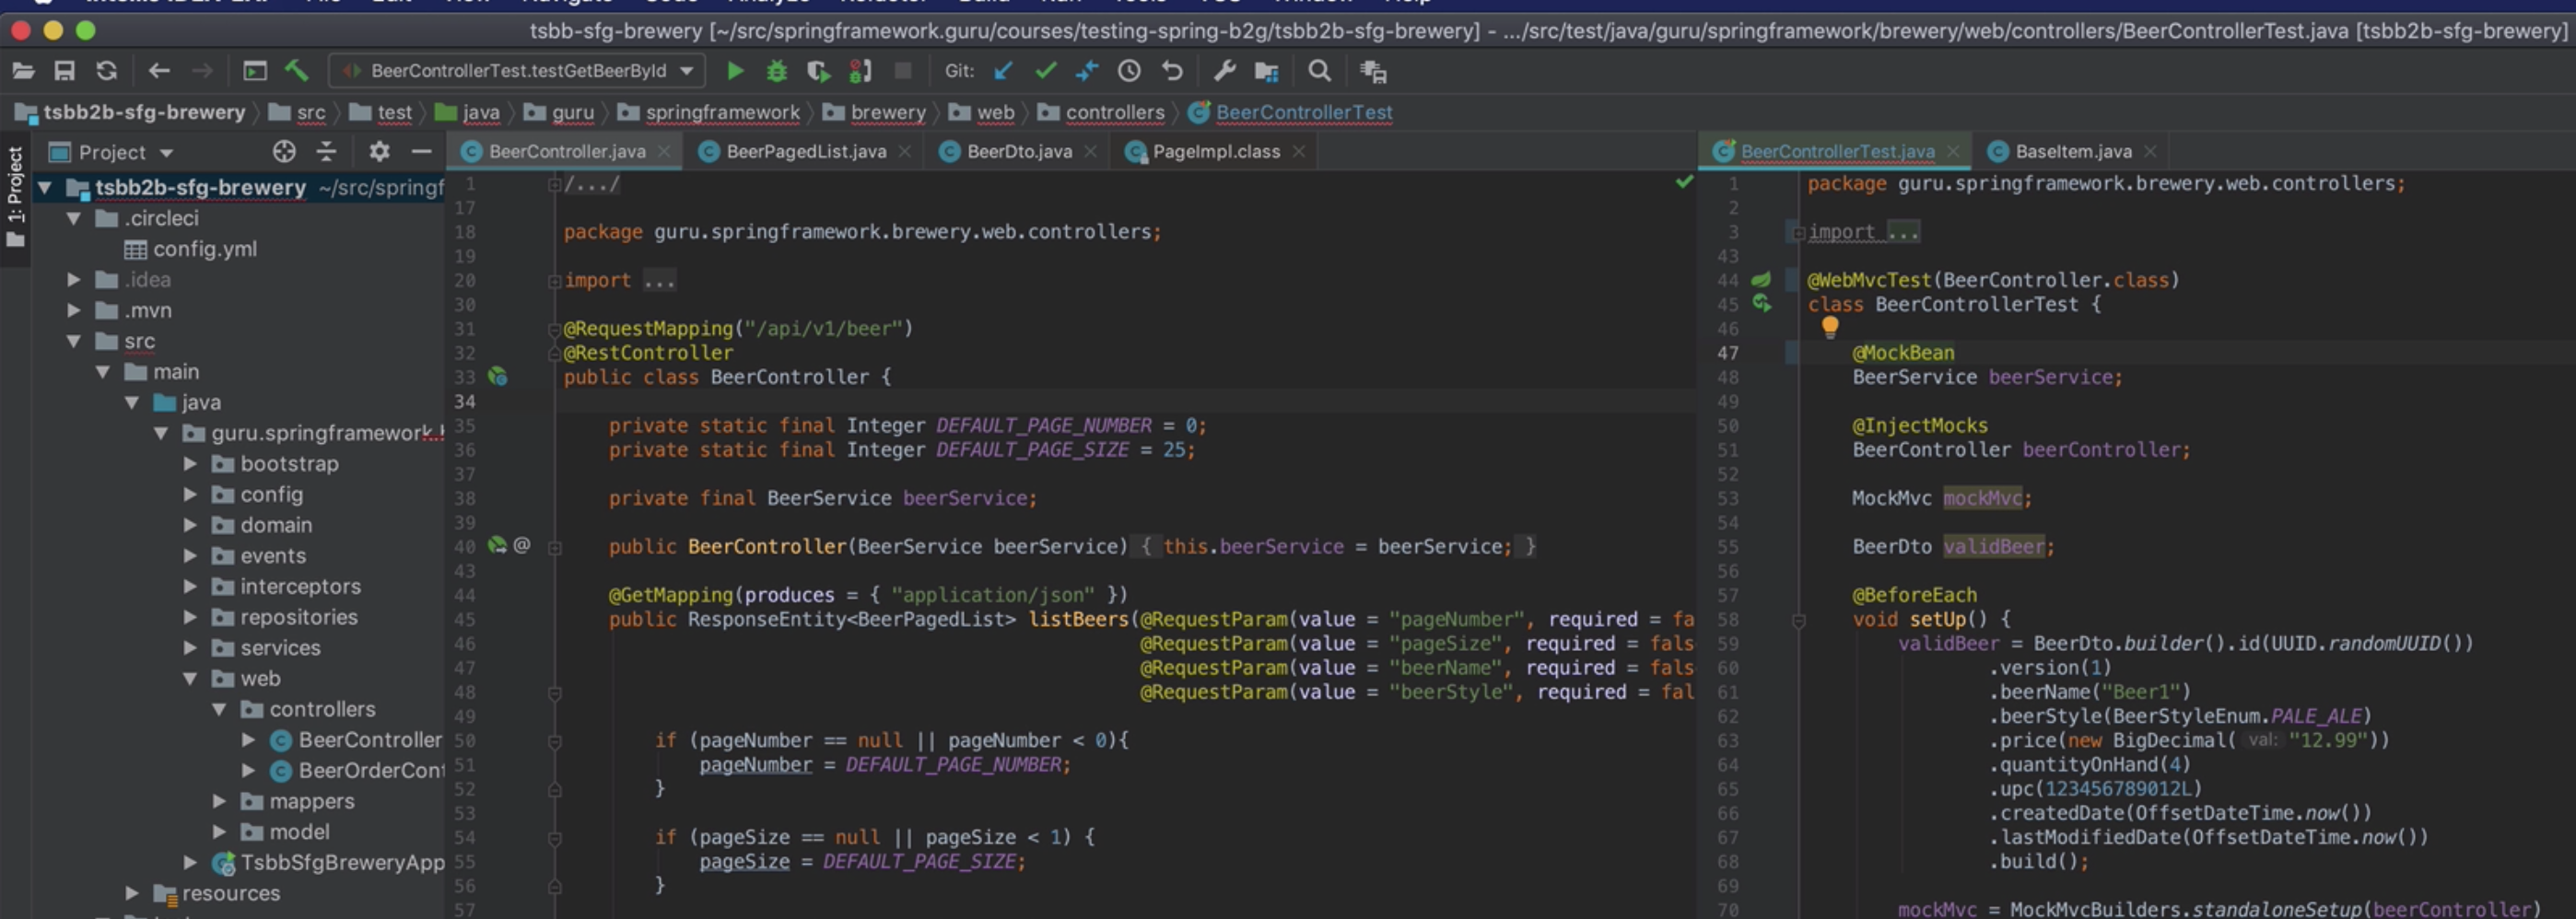 tsbb-sfg-brewery [~/src/springframework.guru/courses/testing-spring-b2g/tsbb2b-sfg-brewery] - .../src/test/java/guru/springframework/brewery/web/controllers/BeerControllerTest.java [tsbb2b-sfg-brewery]
BeerControllerTest.testGetBeerById
Git:
tsbb2b-sfg-brewery
src
test
java
guru
springframework
brewery
web
controllers
BeerControllerTest
1: Project
Project
tsbb2b-sfg-brewery ~/src/springf
.circleci
config.yml
.idea
.mvn
src
main
java
guru.springframework.
bootstrap
config
domain
events
interceptors
repositories
services
web
controllers
BeerController
BeerOrderCont
mappers
model
TsbbSfgBreweryApp
resources
BeerController.java
BeerPagedList.java
BeerDto.java
PageImpl.class
1 /.../
17
18 package guru.springframework.brewery.web.controllers;
19
20 import ...
30
31 @RequestMapping("/api/v1/beer")
32 @RestController
33 public class BeerController {
34
35 private static final Integer DEFAULT_PAGE_NUMBER = 0;
36 private static final Integer DEFAULT_PAGE_SIZE = 25;
37
38 private final BeerService beerService;
39
40 @ public BeerController(BeerService beerService) { this.beerService = beerService; }
43
44 @GetMapping(produces = { "application/json" })
45 public ResponseEntity<BeerPagedList> listBeers(@RequestParam(value = "pageNumber", required = fa
46 @RequestParam(value = "pageSize", required = fals
47 @RequestParam(value = "beerName", required = fals
48 @RequestParam(value = "beerStyle", required = fal
49
50 if (pageNumber == null || pageNumber < 0){
51 pageNumber = DEFAULT_PAGE_NUMBER;
52 }
53
54 if (pageSize == null || pageSize < 1) {
55 pageSize = DEFAULT_PAGE_SIZE;
56 }
57
BeerControllerTest.java
BaseItem.java
1 package guru.springframework.brewery.web.controllers;
2
3 import ...
43
44 @WebMvcTest(BeerController.class)
45 class BeerControllerTest {
46
47 @MockBean
48 BeerService beerService;
49
50 @InjectMocks
51 BeerController beerController;
52
53 MockMvc mockMvc;
54
55 BeerDto validBeer;
56
57 @BeforeEach
58 void setUp() {
59 validBeer = BeerDto.builder().id(UUID.randomUUID())
60 .version(1)
61 .beerName("Beer1")
62 .beerStyle(BeerStyleEnum.PALE_ALE)
63 .price(new BigDecimal( val: "12.99"))
64 .quantityOnHand(4)
65 .upc(123456789012L)
66 .createdDate(OffsetDateTime.now())
67 .lastModifiedDate(OffsetDateTime.now())
68 .build();
69
70 mockMvc = MockMvcBuilders.standaloneSetup(beerController)